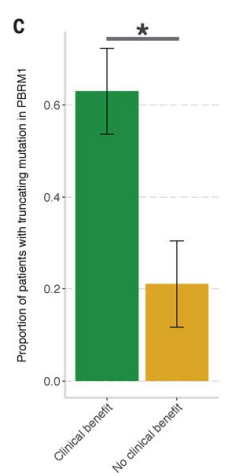 C
*
Proportion of patients with truncating mutation in PBRM1
0.6
0.4
0.2
0.0
Clinical benefit
No clinical benefit